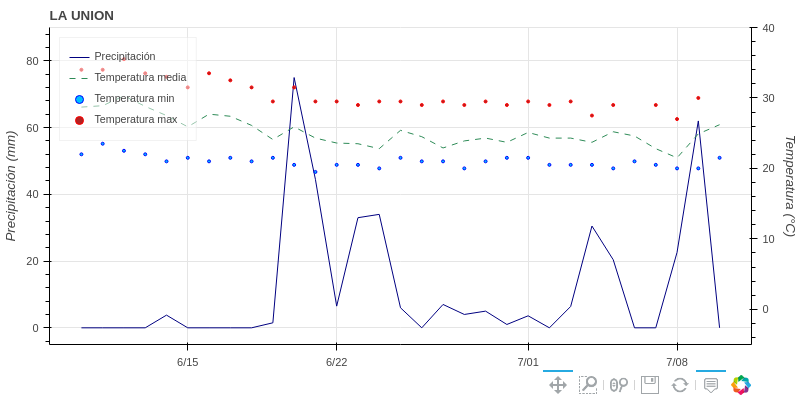 LA UNION
Precipitación
Temperatura media
Temperatura min
Temperatura max
Precipitación (mm)
80
60
40
20
0
40
30
20
10
0
Temperatura (°C)
6/15
6/22
7/01
7/08